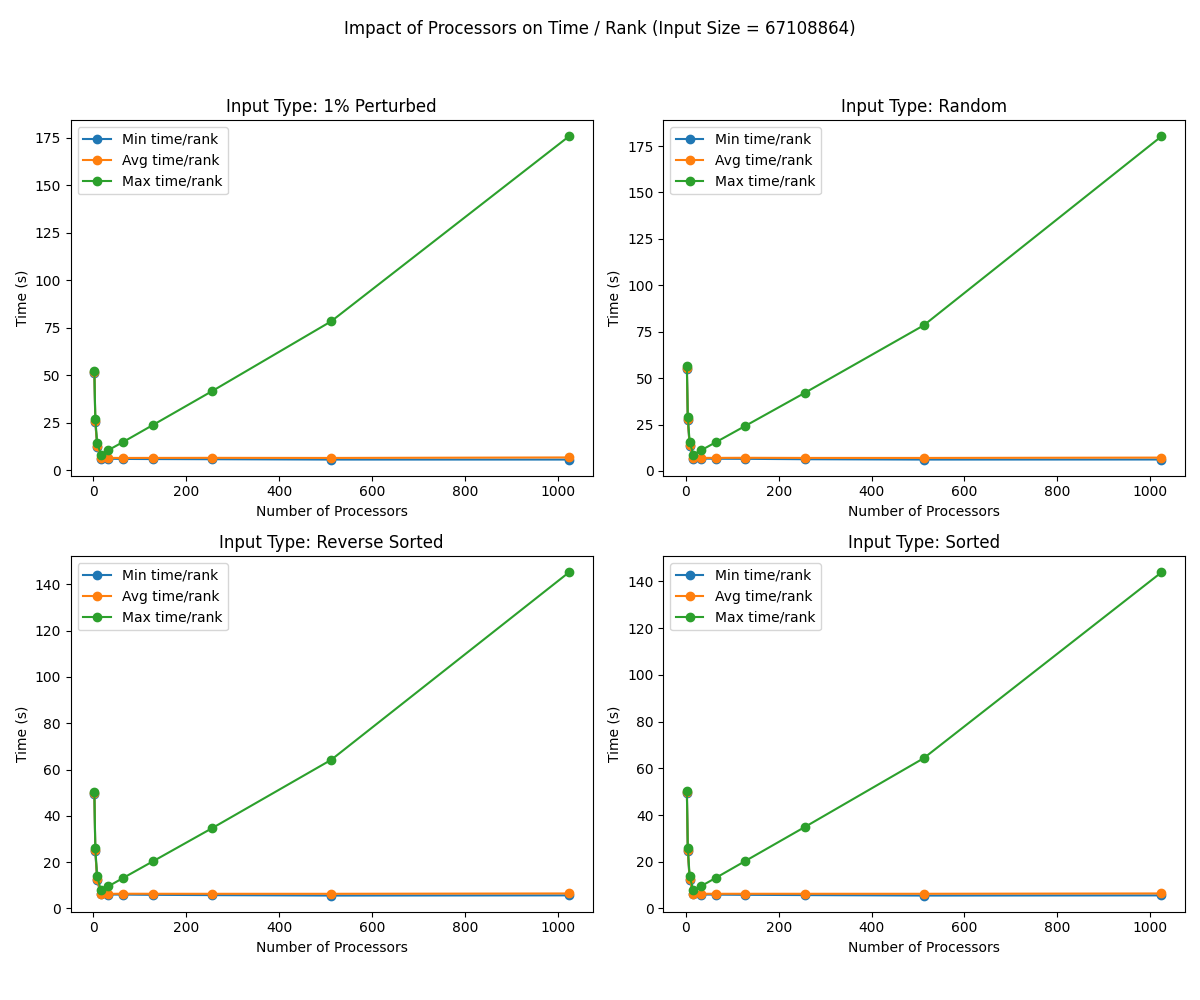 Impact of Processors on Time / Rank (Input Size = 67108864)
Input Type: 1% Perturbed
Min time/rank
Avg time/rank
Max time/rank
175
150
125
100
75
50
25
0
Time (s)
0 200 400 600 800 1000
Number of Processors
Input Type: Random
Min time/rank
Avg time/rank
Max time/rank
175
150
125
100
75
50
25
0
Time (s)
0 200 400 600 800 1000
Number of Processors
Input Type: Reverse Sorted
Min time/rank
Avg time/rank
Max time/rank
140
120
100
80
60
40
20
0
Time (s)
0 200 400 600 800 1000
Number of Processors
Input Type: Sorted
Min time/rank
Avg time/rank
Max time/rank
140
120
100
80
60
40
20
0
Time (s)
0 200 400 600 800 1000
Number of Processors